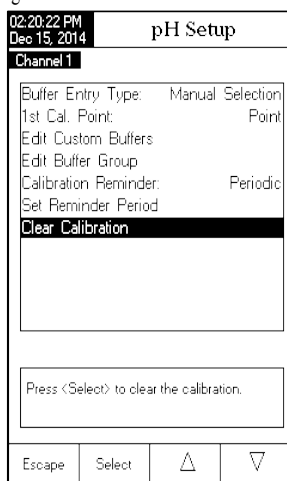 02:20:22 PM
Dec 15, 2014
pH Setup
Channel 1
Buffer Entry Type: Manual Selection
1st Cal. Point: Point
Edit Custom Buffers
Edit Buffer Group
Calibration Reminder: Periodic
Set Reminder Period
Clear Calibration
Press <Select> to clear the calibration.
Escape Select